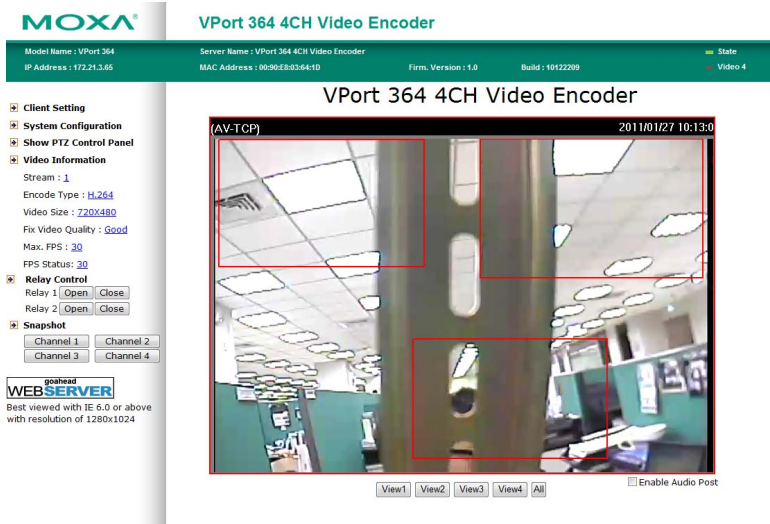 MOXA®
VPort 364 4CH Video Encoder
Model Name : VPort 364
Server Name : VPort 364 4CH Video Encoder
State
IP Address : 172.21.3.65
MAC Address : 00:90:E8:03:64:1D
Firm. Version : 1.0
Build : 10122209
Video 4
VPort 364 4CH Video Encoder
Client Setting
System Configuration
Show PTZ Control Panel
Video Information
Stream : 1
Encode Type : H.264
Video Size : 720X480
Fix Video Quality : Good
Max. FPS : 30
FPS Status: 30
Relay Control
Relay 1 Open Close
Relay 2 Open Close
Snapshot
Channel 1 Channel 2
Channel 3 Channel 4
goahead
WEBSERVER
Best viewed with IE 6.0 or above
with resolution of 1280x1024
(AV-TCP)
2011/01/27 10:13:0
View1 View2 View3 View4 All
Enable Audio Post